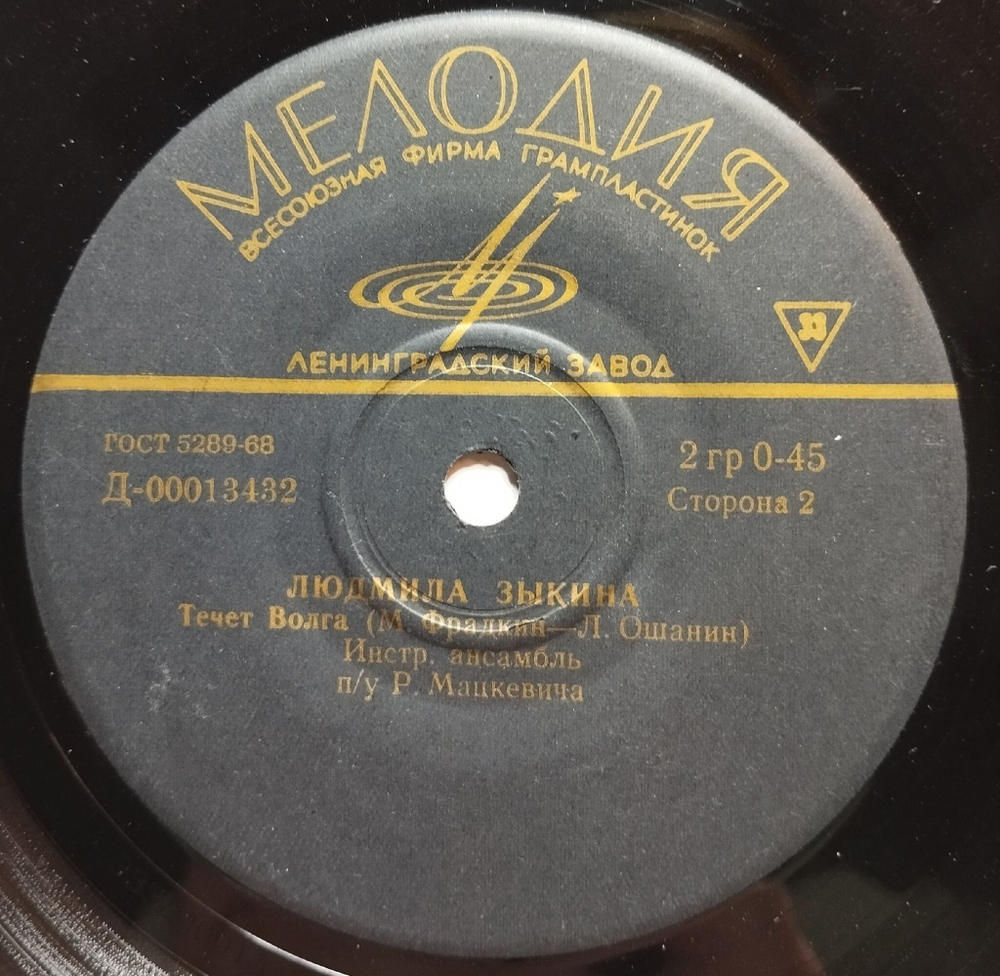 МЕЛОДИЯ
ВСЕСОЮЗНАЯ ФИРМА ГРАМПЛАСТИНОК
33
ЛЕНИНГРАДСКИЙ ЗАВОД
ГОСТ 5289-68
2 гр 0-45
Д-00013432
Сторона 2
ЛЮДМИЛА ЗЫКИНА
Течет Волга (М. Фрадкин—Л. Ошанин)
Инстр. ансамбль
п/у Р. Мацкевича